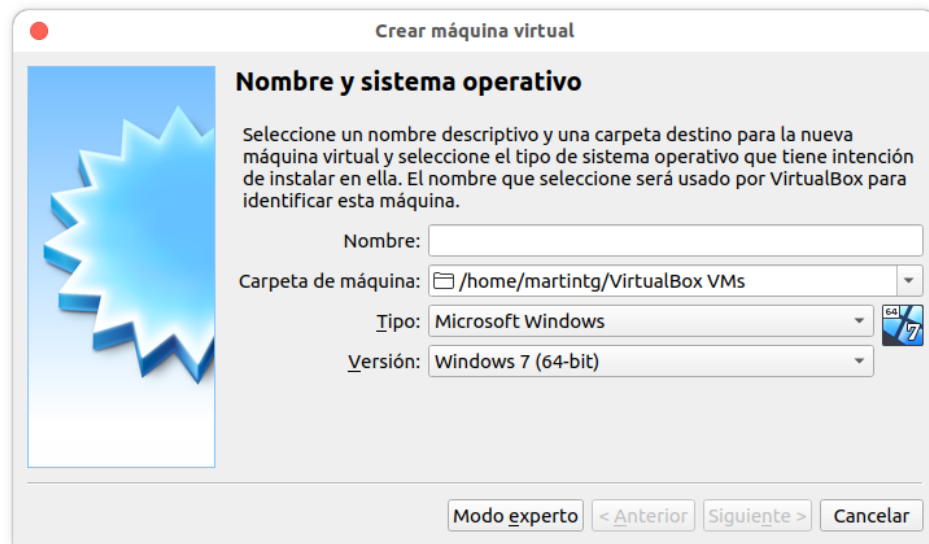 Crear máquina virtual
Nombre y sistema operativo
Seleccione un nombre descriptivo y una carpeta destino para la nueva
máquina virtual y seleccione el tipo de sistema operativo que tiene intención
de instalar en ella. El nombre que seleccione será usado por VirtualBox para
identificar esta máquina.
Nombre:
Carpeta de máquina: /home/martintg/VirtualBox VMs
Tipo: Microsoft Windows 64 7
Versión: Windows 7 (64-bit)
Modo experto < Anterior Siguiente > Cancelar